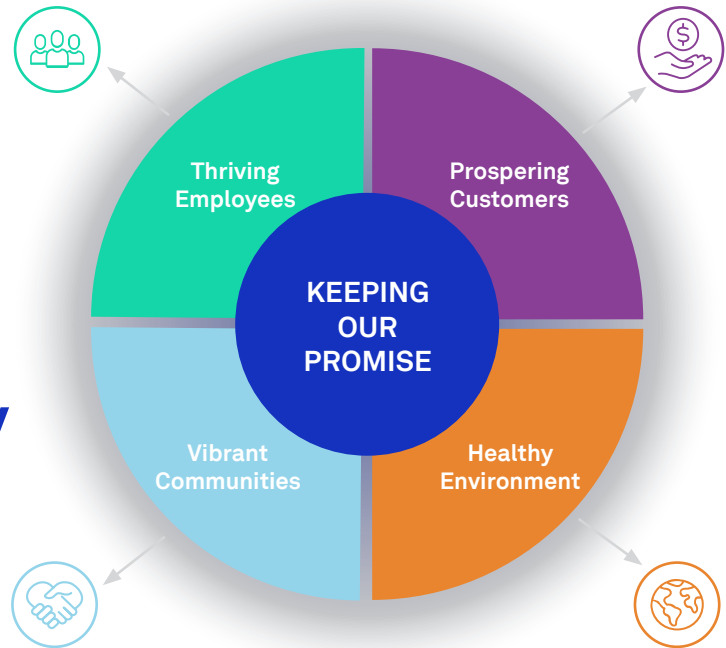 Thriving
Employees
Prospering
Customers
KEEPING
OUR
PROMISE
Vibrant
Communities
Healthy
Environment
$